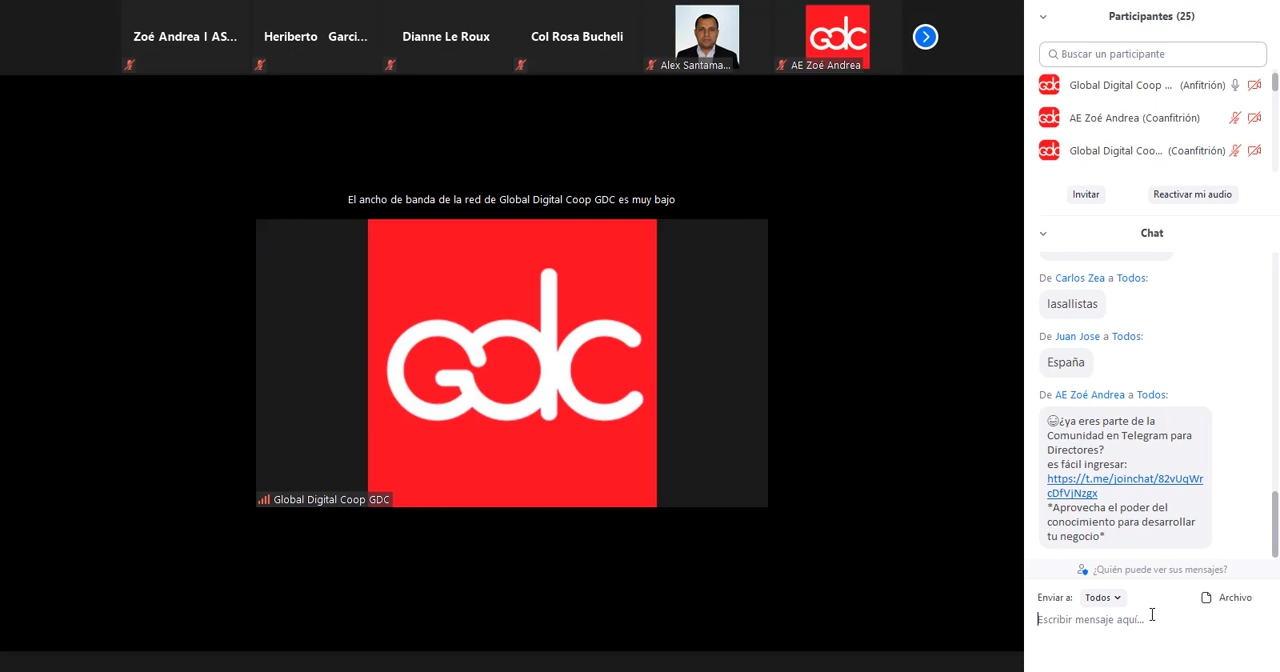 Zoé Andrea I AS...
Heriberto Garci...
Dianne Le Roux
Col Rosa Bucheli
Alex Santama...
gdc
AE Zoé Andrea
El ancho de banda de la red de Global Digital Coop GDC es muy bajo
gdc
Global Digital Coop GDC
Participantes (25)
Buscar un participante
gdc
Global Digital Coop ... (Anfitrión)
gdc
AE Zoé Andrea (Coanfitrión)
gdc
Global Digital Coo... (Coanfitrión)
Invitar
Reactivar mi audio
Chat
De Carlos Zea a Todos:
lasallistas
De Juan Jose a Todos:
España
De AE Zoé Andrea a Todos:
¿ya eres parte de la
Comunidad en Telegram para
Directores?
es fácil ingresar:
https://t.me/joinchat/82vUqWr
cDfVjNzgx
*Aprovecha el poder del
conocimiento para desarrollar
tu negocio*
¿Quién puede ver sus mensajes?
Enviar a: Todos
Archivo
Escribir mensaje aquí...